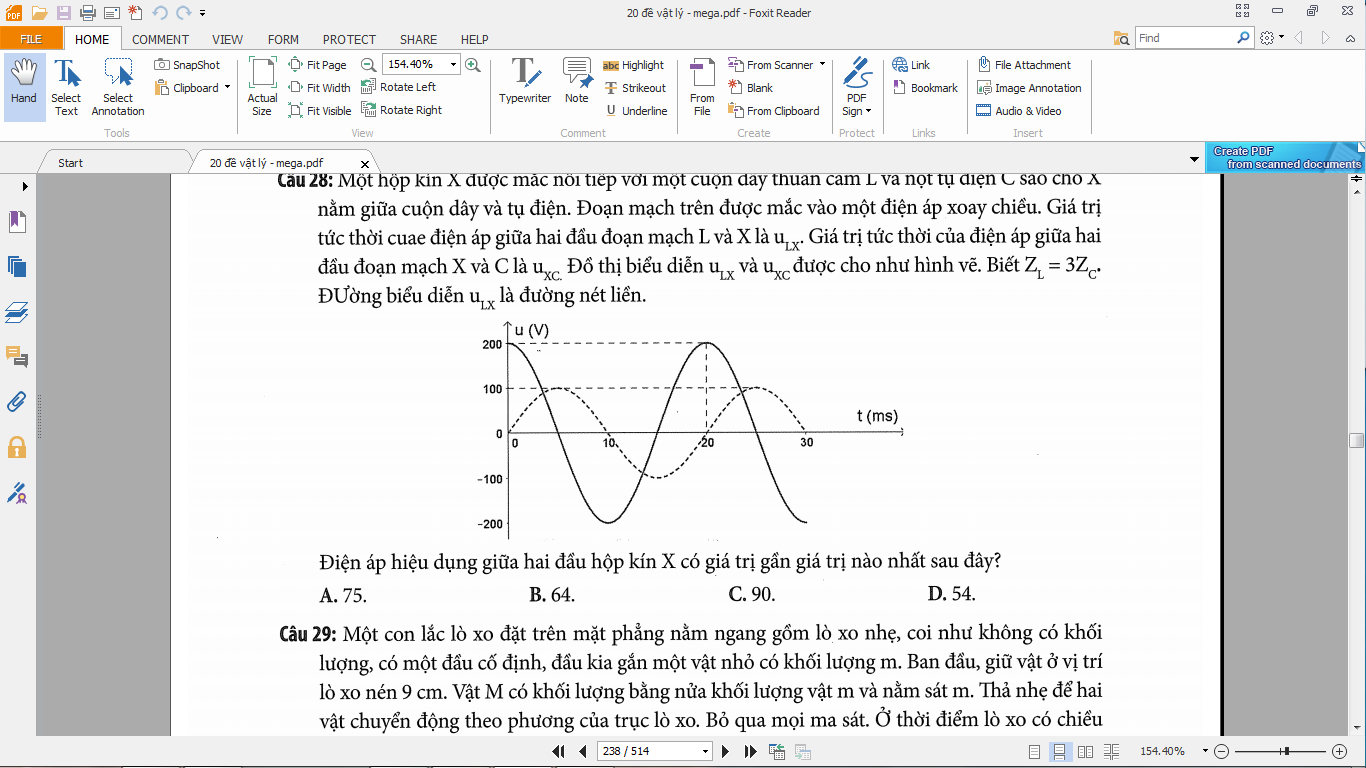 20 đề vật lý - mega.pdf - Foxit Reader
FILE HOME COMMENT VIEW FORM PROTECT SHARE HELP Find
Hand
Select Text
Select Annotation
SnapShot
Clipboard
Tools
Actual Size
Fit Page
Fit Width
Fit Visible
154.40%
Rotate Left
Rotate Right
View
Typewriter
Note
Highlight
Strikeout
Underline
Comment
From File
From Scanner
Blank
From Clipboard
Create
PDF Sign
Protect
Link
Bookmark
Links
File Attachment
Image Annotation
Audio & Video
Insert
Start
20 đề vật lý - mega.pdf
Create PDF
from scanned documents
Câu 28: Một hộp kín X được mắc nối tiếp với một cuộn dây thuần cảm L và nột tụ điện C sao cho X
nằm giữa cuộn dây và tụ điện. Đoạn mạch trên được mắc vào một điện áp xoay chiều. Giá trị
tức thời cuae điện áp giữa hai đầu đoạn mạch L và X là uLX. Giá trị tức thời của điện áp giữa hai
đầu đoạn mạch X và C là uXC. Đồ thị biểu diễn uLX và uXC được cho như hình vẽ. Biết ZL = 3ZC.
ĐƯờng biểu diễn uLX là đường nét liền.
u (V)
200
100
0
-100
-200
0 10 20 30
t (ms)
Điện áp hiệu dụng giữa hai đầu hộp kín X có giá trị gần giá trị nào nhất sau đây?
A. 75. B. 64. C. 90. D. 54.
Câu 29: Một con lắc lò xo đặt trên mặt phẳng nằm ngang gồm lò xo nhẹ, coi như không có khối
lượng, có một đầu cố định, đầu kia gắn một vật nhỏ có khối lượng m. Ban đầu, giữ vật ở vị trí
lò xo nén 9 cm. Vật M có khối lượng bằng nửa khối lượng vật m và nằm sát m. Thả nhẹ để hai
vật chuyển động theo phương của trục lò xo. Bỏ qua mọi ma sát. Ở thời điểm lò xo có chiều
238 / 514
154.40%